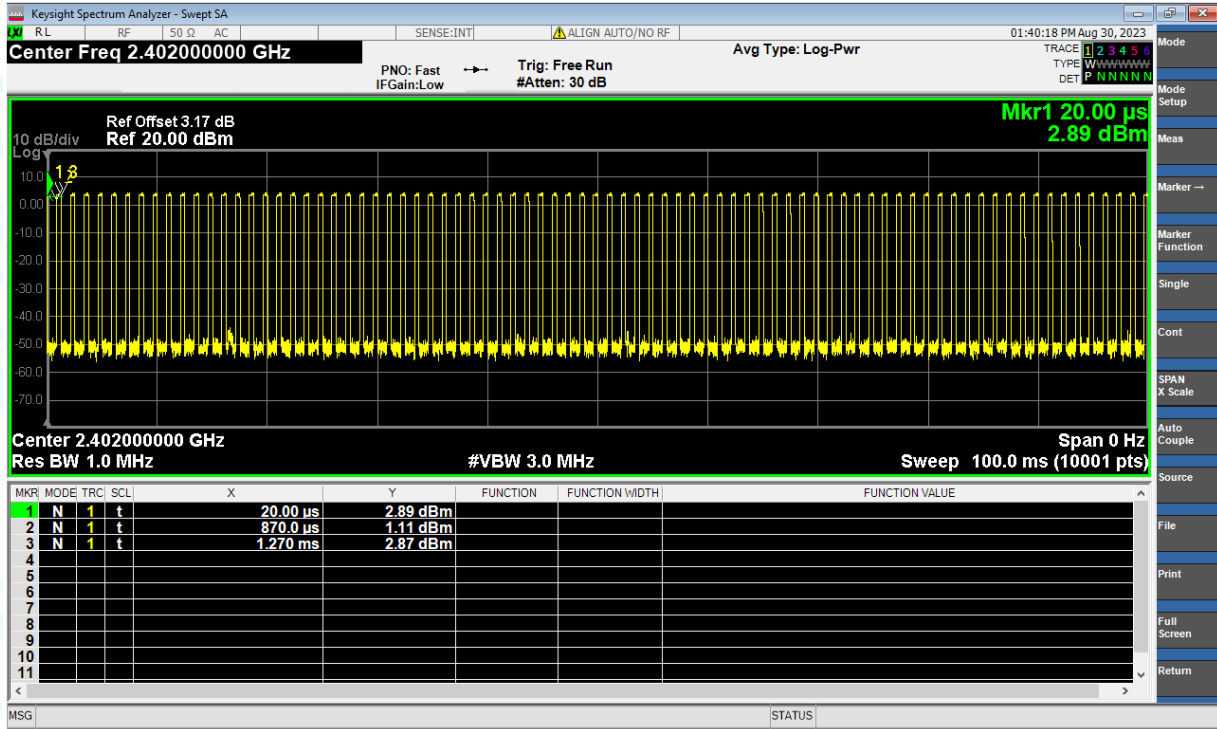 Keysight Spectrum Analyzer - Swept SA
LXI RL RF 50 Ω AC SENSE:INT ALIGN AUTO/NO RF 01:40:18 PM Aug 30, 2023
Center Freq 2.402000000 GHz
PNO: Fast
IFGain:Low
Trig: Free Run
#Atten: 30 dB
Avg Type: Log-Pwr
TRACE 1 2 3 4 5 6
TYPE WWWWWW
DET P N N N N N
Ref Offset 3.17 dB
Ref 20.00 dBm
10 dB/div
Log
Mkr1 20.00 µs
2.89 dBm
1 3
10.0
0.00
-10.0
-20.0
-30.0
-40.0
-50.0
-60.0
-70.0
Center 2.402000000 GHz Span 0 Hz
Res BW 1.0 MHz #VBW 3.0 MHz Sweep 100.0 ms (10001 pts)
MKR MODE TRC SCL X Y FUNCTION FUNCTION WIDTH FUNCTION VALUE
1 N 1 t 20.00 µs 2.89 dBm
2 N 1 t 870.0 µs 1.11 dBm
3 N 1 t 1.270 ms 2.87 dBm
4
5
6
7
8
9
10
11
MSG STATUS
Mode
Mode
Setup
Meas
Marker →
Marker
Function
Single
Cont
SPAN
X Scale
Auto
Couple
Source
File
Print
Full
Screen
Return